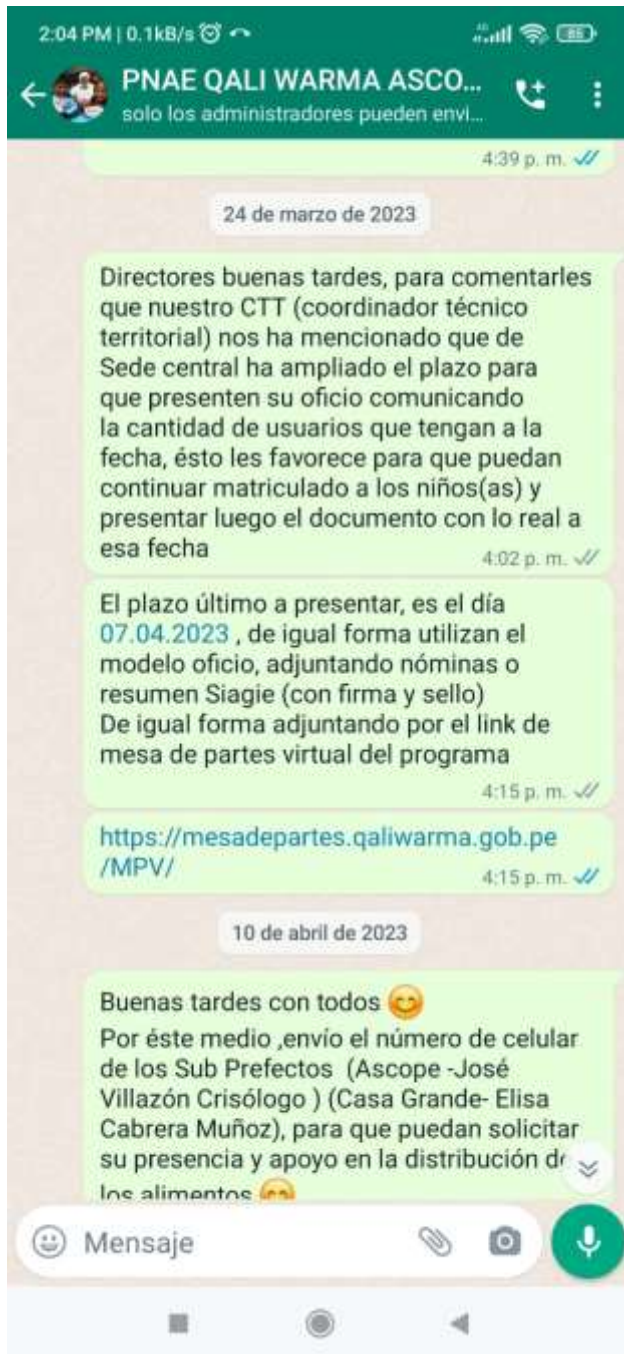 2:04 PM | 0.1kB/s
PNAE QALI WARMA ASCO...
solo los administradores pueden envi...
4:39 p. m.
24 de marzo de 2023
Directores buenas tardes, para comentarles
que nuestro CTT (coordinador técnico
territorial) nos ha mencionado que de
Sede central ha ampliado el plazo para
que presenten su oficio comunicando
la cantidad de usuarios que tengan a la
fecha, ésto les favorece para que puedan
continuar matriculado a los niños(as) y
presentar luego el documento con lo real a
esa fecha
4:02 p. m.
El plazo último a presentar, es el día
07.04.2023 , de igual forma utilizan el
modelo oficio, adjuntando nóminas o
resumen Siagie (con firma y sello)
De igual forma adjuntando por el link de
mesa de partes virtual del programa
4:15 p. m.
https://mesadepartes.qaliwarma.gob.pe
/MPV/
4:15 p. m.
10 de abril de 2023
Buenas tardes con todos 😊
Por éste medio ,envío el número de celular
de los Sub Prefectos (Ascope -José
Villazón Crisólogo ) (Casa Grande- Elisa
Cabrera Muñoz), para que puedan solicitar
su presencia y apoyo en la distribución de
los alimentos 😊
Mensaje